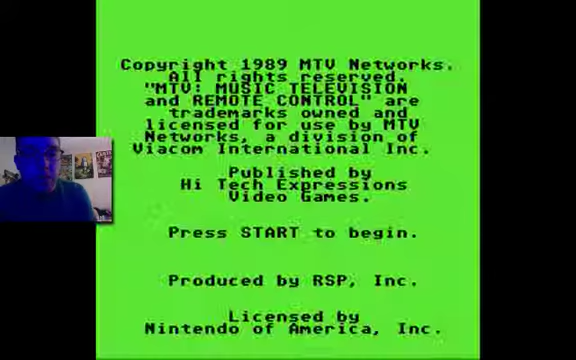 Copyright 1989 MTV Networks.
All rights reserved.
"MTV: MUSIC TELEVISION
and REMOTE CONTROL" are
trademarks owned and
licensed for use by MTV
Networks, a division of
Viacom International Inc.
Published by
Hi Tech Expressions
Video Games.
Press START to begin.
Produced by RSP, Inc.
Licensed by
Nintendo of America, Inc.